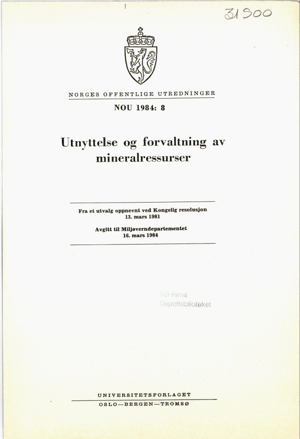 31500
NORGES OFFENTLIGE UTREDNINGER
NOU 1984: 8
Utnyttelse og forvaltning av
mineralressurser
Fra et utvalg oppnevnt ved Kongelig resolusjon
13. mars 1981
Avgitt til Miljøverndepartementet
16. mars 1984
UNIVERSITETSFORLAGET
OSLO—BERGEN—TROMSØ